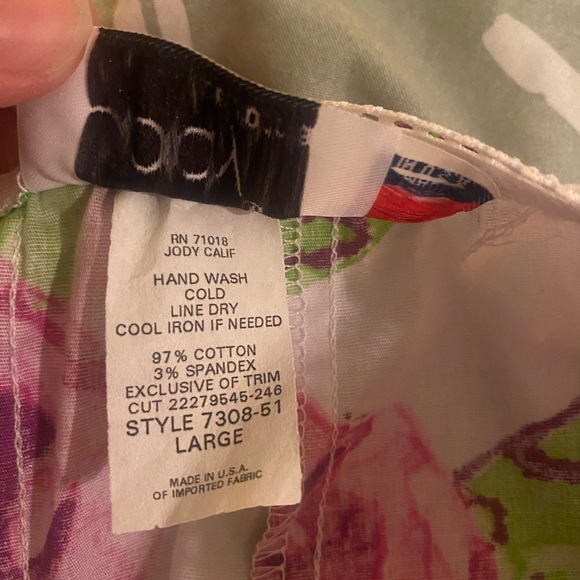 RN 71018
JODY CALIF
HAND WASH
COLD
LINE DRY
COOL IRON IF NEEDED
97% COTTON
3% SPANDEX
EXCLUSIVE OF TRIM
CUT 22279545-246
STYLE 7308-51
LARGE
MADE IN U.S.A.
OF IMPORTED FABRIC